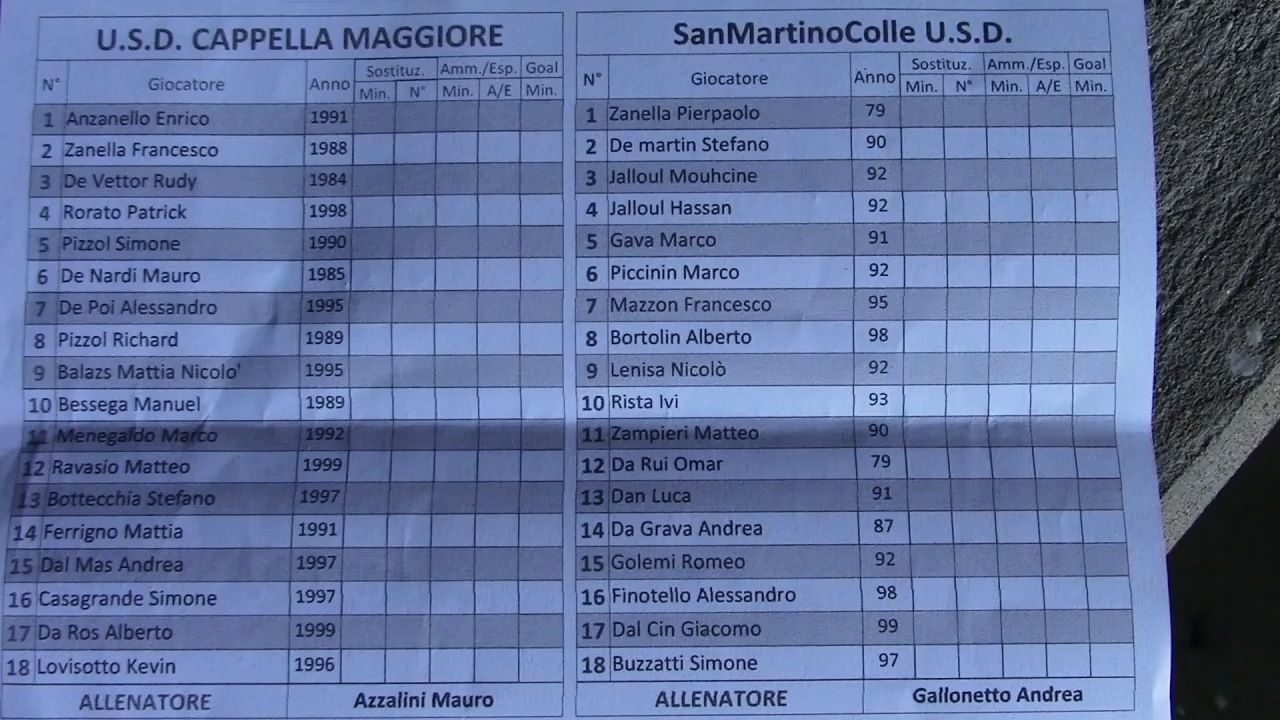 U.S.D. CAPPELLA MAGGIORE
N° Giocatore Anno Sostituz. Amm./Esp. Goal
Min. N° Min. A/E Min.
1 Anzanello Enrico 1991
2 Zanella Francesco 1988
3 De Vettor Rudy 1984
4 Rorato Patrick 1998
5 Pizzol Simone 1990
6 De Nardi Mauro 1985
7 De Poi Alessandro 1995
8 Pizzol Richard 1989
9 Balazs Mattia Nicolo' 1995
10 Bessega Manuel 1989
11 Menegaldo Marco 1992
12 Ravasio Matteo 1999
13 Bottecchia Stefano 1997
14 Ferrigno Mattia 1991
15 Dal Mas Andrea 1997
16 Casagrande Simone 1997
17 Da Ros Alberto 1999
18 Lovisotto Kevin 1996
ALLENATORE Azzalini Mauro
SanMartinoColle U.S.D.
N° Giocatore Anno Sostituz. Amm./Esp. Goal
Min. N° Min. A/E Min.
1 Zanella Pierpaolo 79
2 De martin Stefano 90
3 Jalloul Mouhcine 92
4 Jalloul Hassan 92
5 Gava Marco 91
6 Piccinin Marco 92
7 Mazzon Francesco 95
8 Bortolin Alberto 98
9 Lenisa Nicolò 92
10 Rista Ivi 93
11 Zampieri Matteo 90
12 Da Rui Omar 79
13 Dan Luca 91
14 Da Grava Andrea 87
15 Golemi Romeo 92
16 Finotello Alessandro 98
17 Dal Cin Giacomo 99
18 Buzzatti Simone 97
ALLENATORE Gallonetto Andrea